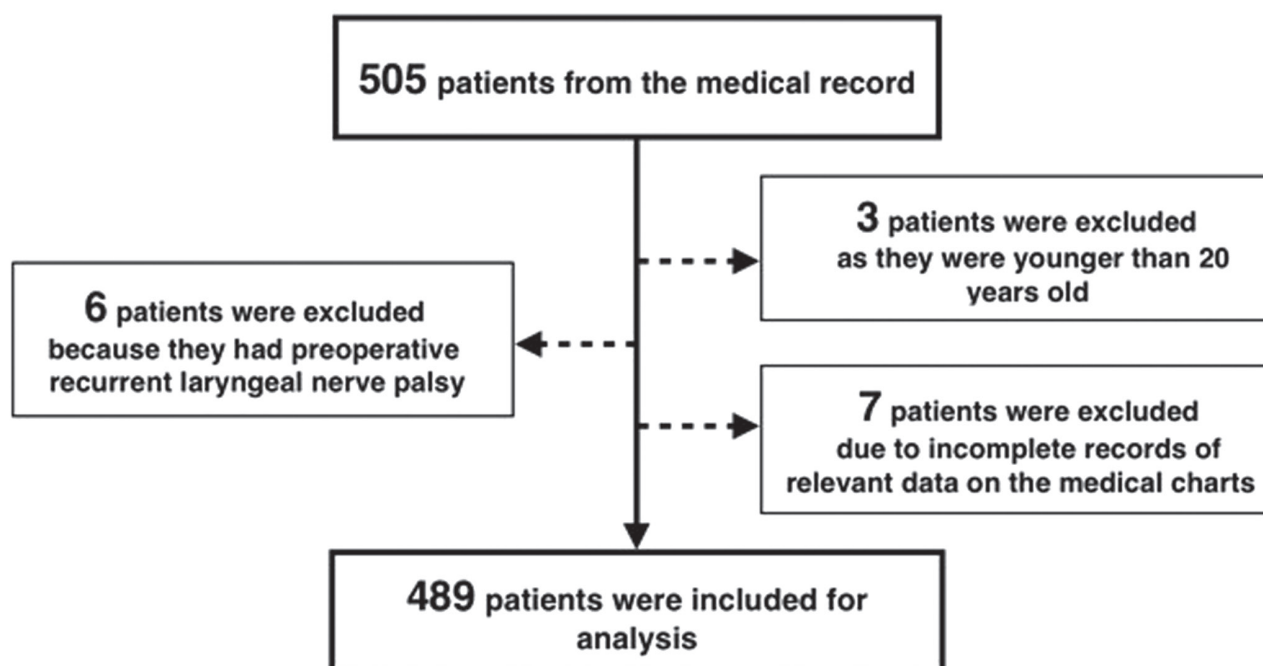 505 patients from the medical record
3 patients were excluded
as they were younger than 20
years old
6 patients were excluded
because they had preoperative
recurrent laryngeal nerve palsy
7 patients were excluded
due to incomplete records of
relevant data on the medical charts
489 patients were included for
analysis